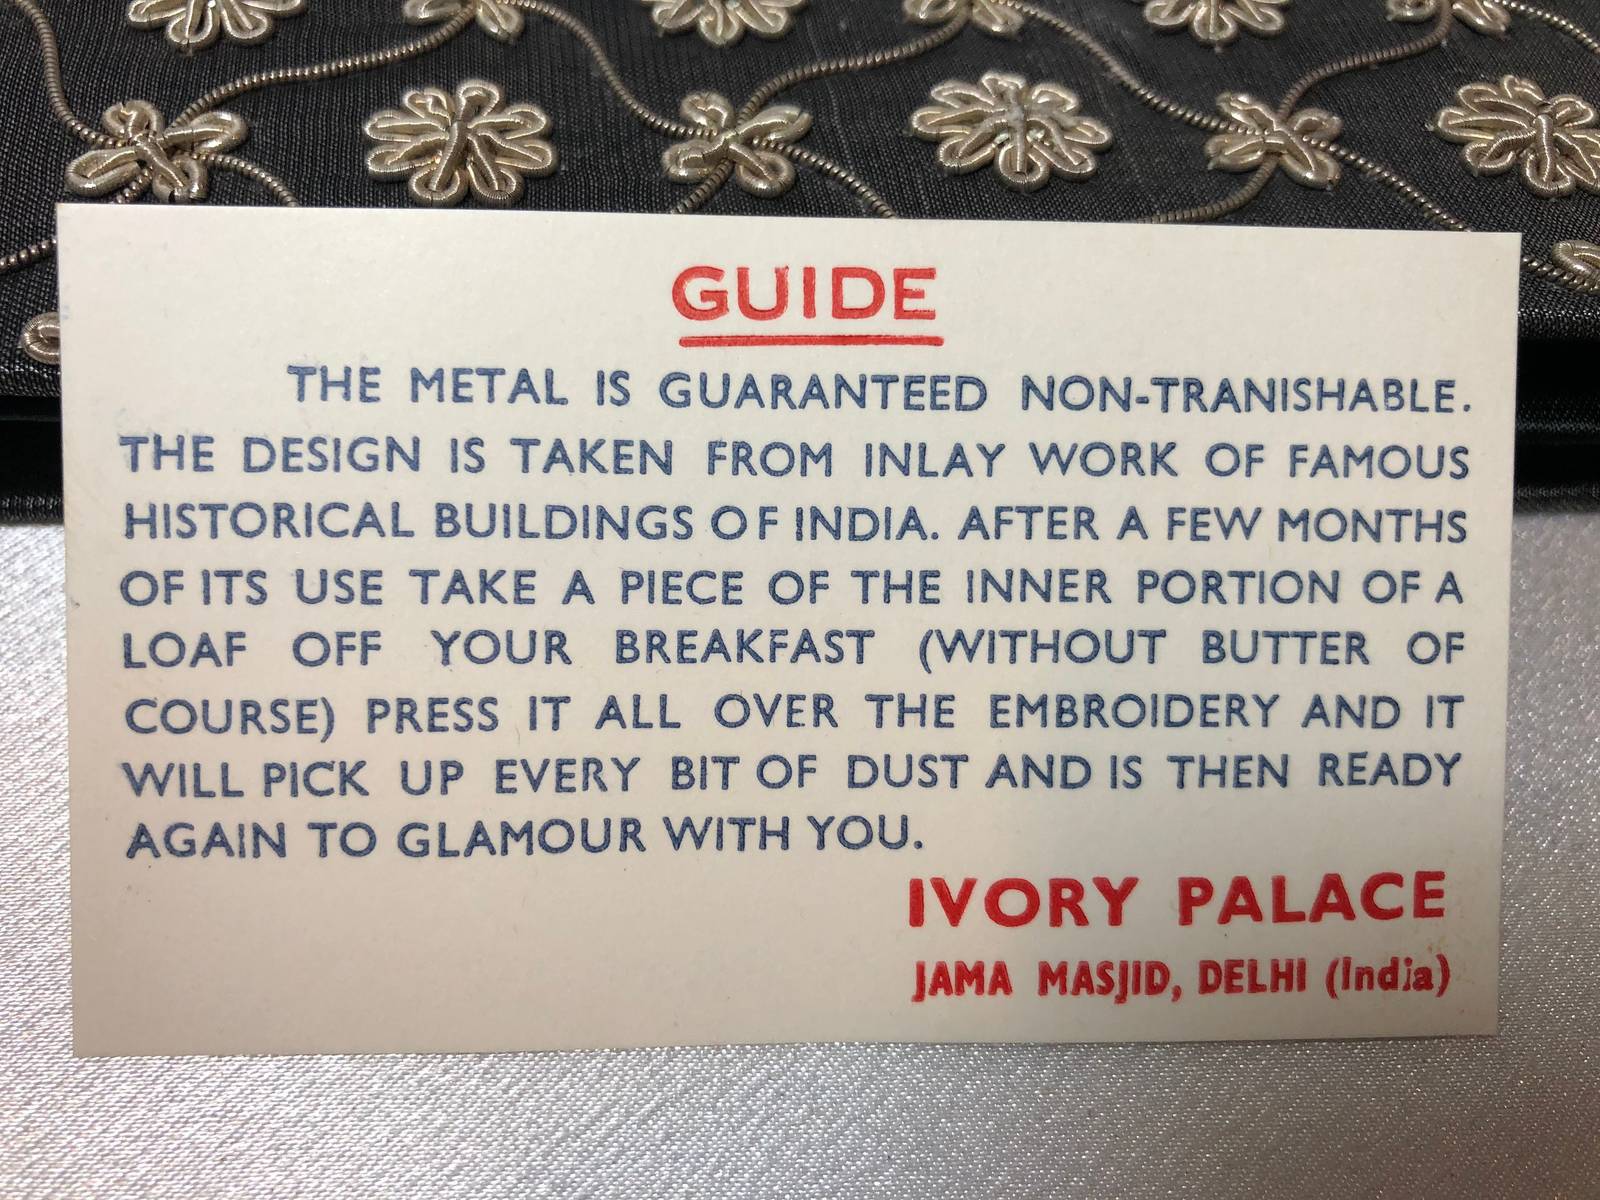 GUIDE
THE METAL IS GUARANTEED NON-TRANISHABLE.
THE DESIGN IS TAKEN FROM INLAY WORK OF FAMOUS
HISTORICAL BUILDINGS OF INDIA. AFTER A FEW MONTHS
OF ITS USE TAKE A PIECE OF THE INNER PORTION OF A
LOAF OFF YOUR BREAKFAST (WITHOUT BUTTER OF
COURSE) PRESS IT ALL OVER THE EMBROIDERY AND IT
WILL PICK UP EVERY BIT OF DUST AND IS THEN READY
AGAIN TO GLAMOUR WITH YOU.
IVORY PALACE
JAMA MASJID, DELHI (India)